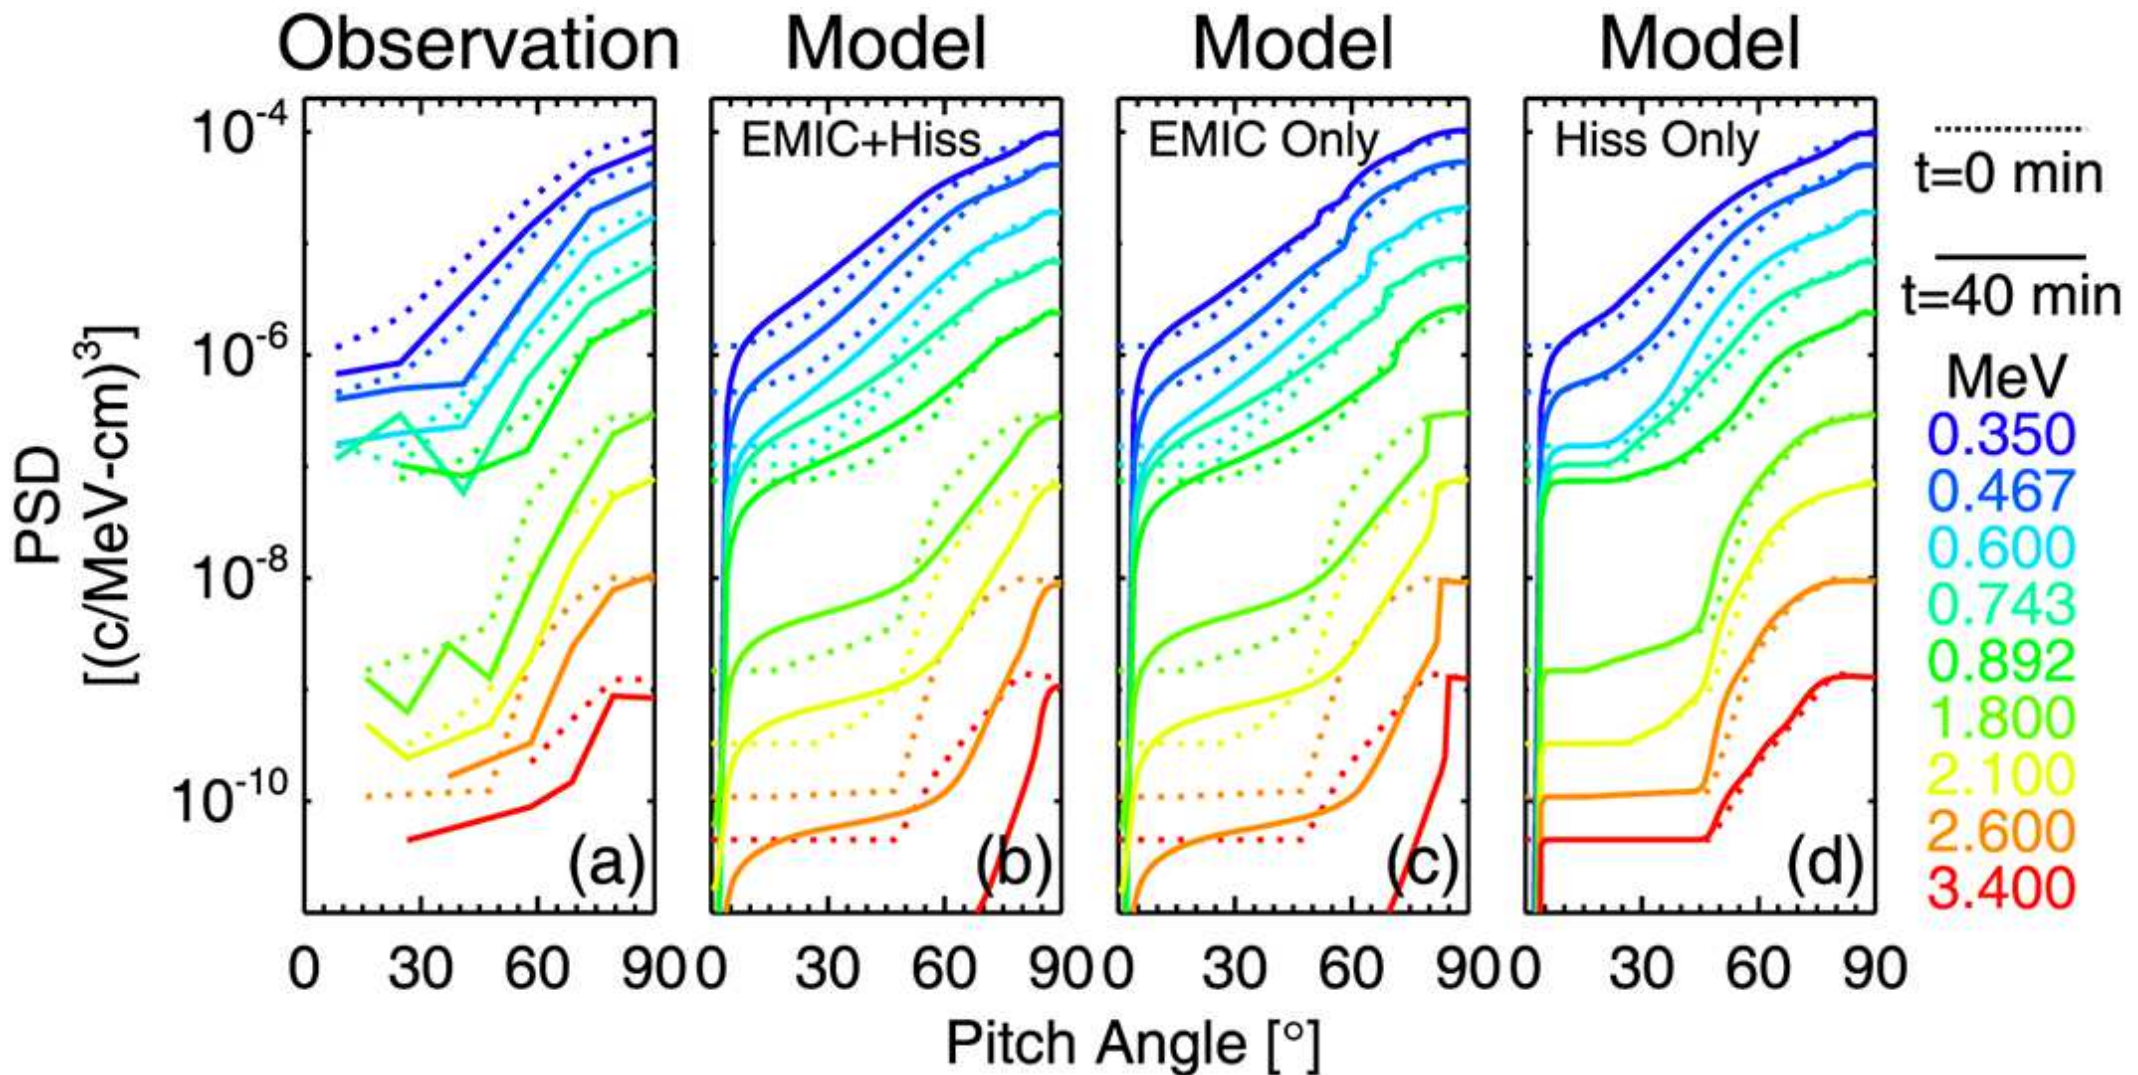 Observation Model Model Model
EMIC+Hiss EMIC Only Hiss Only
10-4
10-6
10-8
10-10
PSD
[(c/MeV-cm)3]
(a) (b) (c) (d)
0 30 60 90 0 30 60 90 0 30 60 90 0 30 60 90
Pitch Angle [°]
t=0 min
t=40 min
MeV
0.350
0.467
0.600
0.743
0.892
1.800
2.100
2.600
3.400